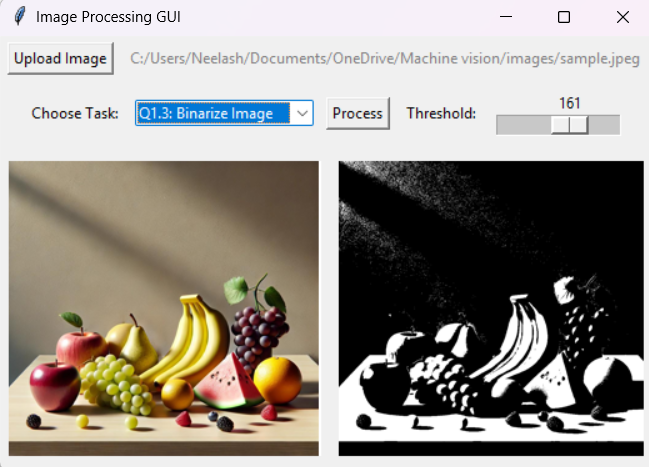 Image Processing GUI
Upload Image C:/Users/Neelash/Documents/OneDrive/Machine vision/images/sample.jpeg
161
Choose Task: Q1.3: Binarize Image Process Threshold: